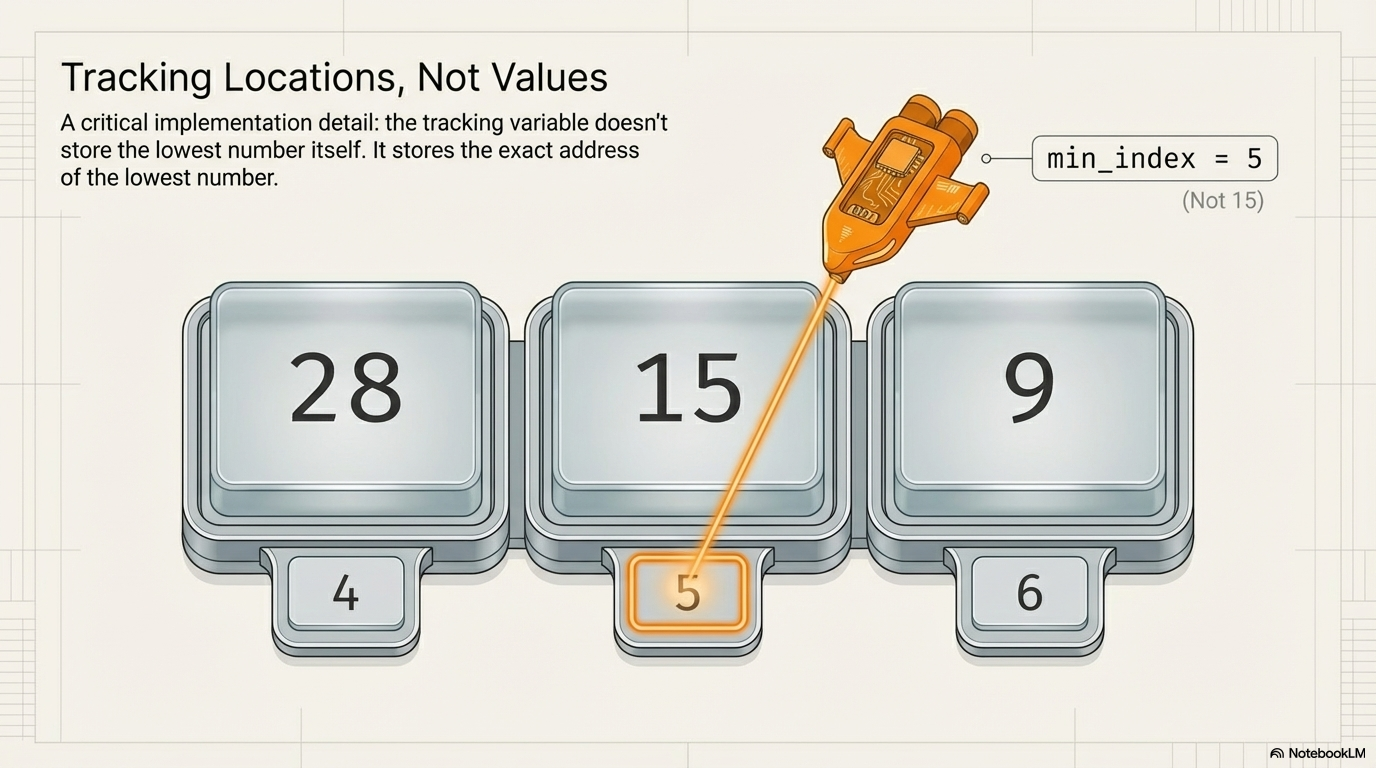 Tracking Locations, Not Values
A critical implementation detail: the tracking variable doesn't
store the lowest number itself. It stores the exact address
of the lowest number.
min_index = 5
(Not 15)
28
15
9
4
5
6
NotebookLM